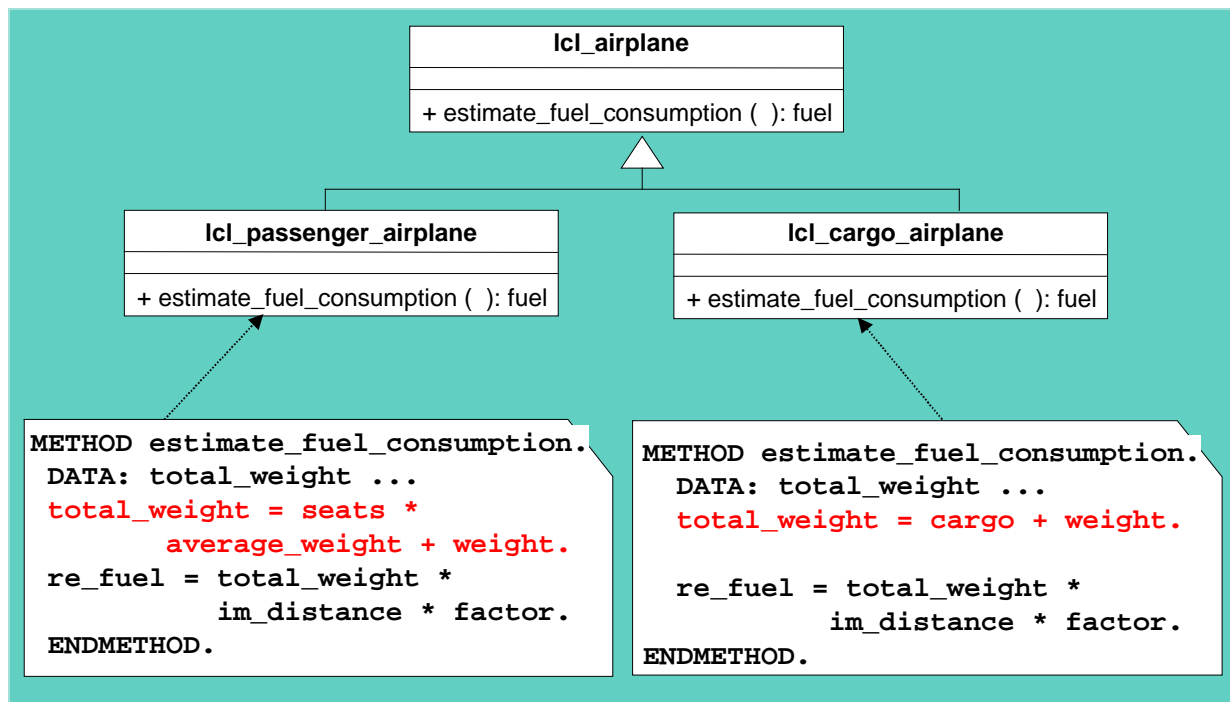 lcl_airplane
+ estimate_fuel_consumption ( ): fuel
lcl_passenger_airplane
+ estimate_fuel_consumption ( ): fuel
lcl_cargo_airplane
+ estimate_fuel_consumption ( ): fuel
METHOD estimate_fuel_consumption.
DATA: total_weight ...
total_weight = seats *
average_weight + weight.
re_fuel = total_weight *
im_distance * factor.
ENDMETHOD.
METHOD estimate_fuel_consumption.
DATA: total_weight ...
total_weight = cargo + weight.
re_fuel = total_weight *
im_distance * factor.
ENDMETHOD.